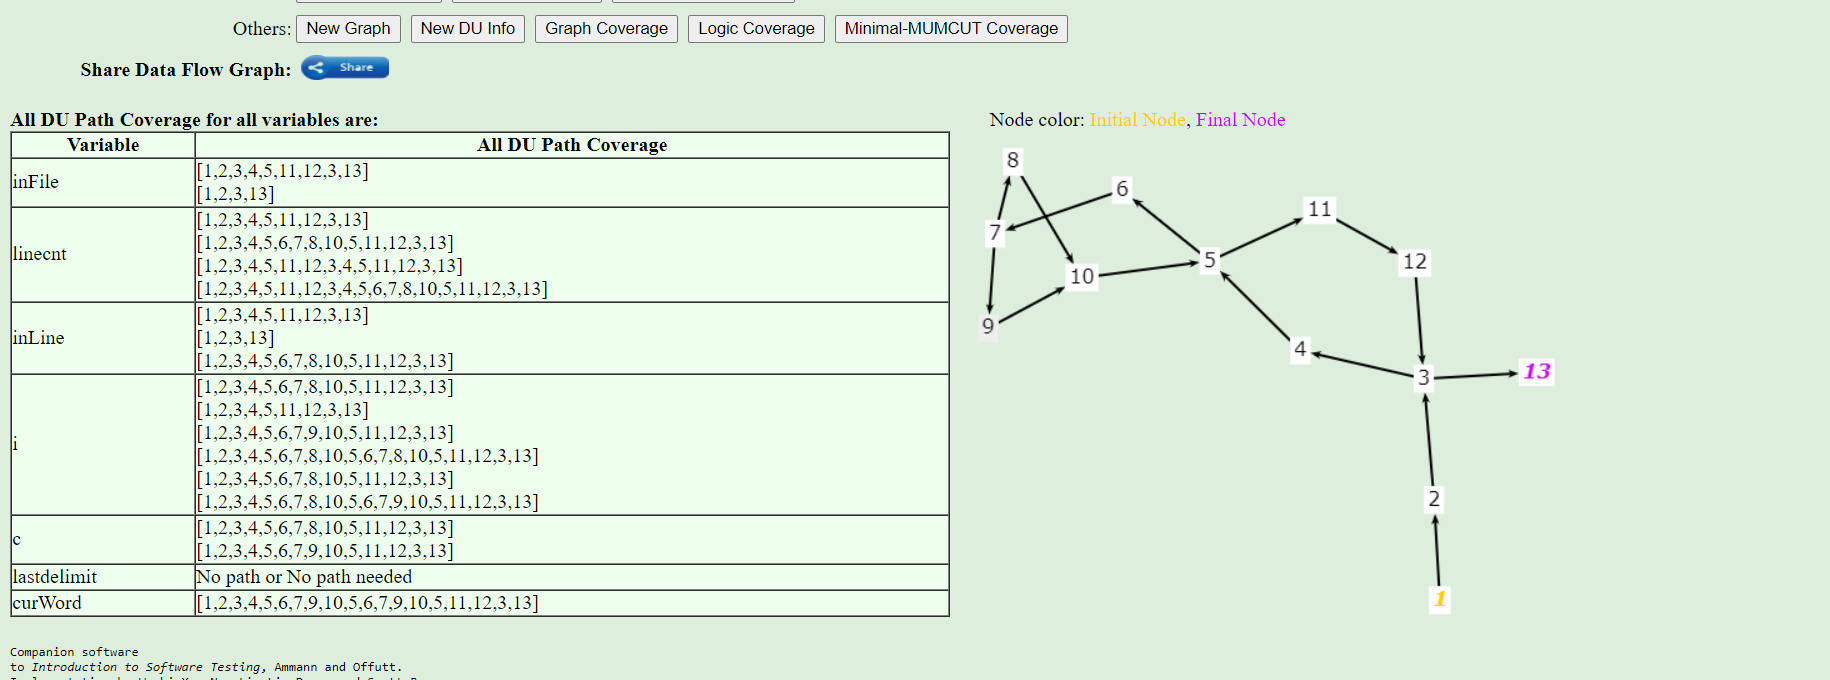 Others: New Graph New DU Info Graph Coverage Logic Coverage Minimal-MUMCUT Coverage
Share Data Flow Graph: Share
All DU Path Coverage for all variables are:
Variable All DU Path Coverage
inFile
[1,2,3,4,5,11,12,3,13]
[1,2,3,13]
linecnt
[1,2,3,4,5,11,12,3,13]
[1,2,3,4,5,6,7,8,10,5,11,12,3,13]
[1,2,3,4,5,11,12,3,4,5,11,12,3,13]
[1,2,3,4,5,11,12,3,4,5,6,7,8,10,5,11,12,3,13]
inLine
[1,2,3,4,5,11,12,3,13]
[1,2,3,13]
[1,2,3,4,5,6,7,8,10,5,11,12,3,13]
i
[1,2,3,4,5,6,7,8,10,5,11,12,3,13]
[1,2,3,4,5,11,12,3,13]
[1,2,3,4,5,6,7,9,10,5,11,12,3,13]
[1,2,3,4,5,6,7,8,10,5,6,7,8,10,5,11,12,3,13]
[1,2,3,4,5,6,7,8,10,5,11,12,3,13]
[1,2,3,4,5,6,7,8,10,5,6,7,9,10,5,11,12,3,13]
c
[1,2,3,4,5,6,7,8,10,5,11,12,3,13]
[1,2,3,4,5,6,7,9,10,5,11,12,3,13]
lastdelimit No path or No path needed
curWord [1,2,3,4,5,6,7,9,10,5,6,7,9,10,5,11,12,3,13]
Companion software
to Introduction to Software Testing, Ammann and Offutt.
Node color: Initial Node, Final Node
8
6
11
7
5
12
10
9
4
3
13
2
1